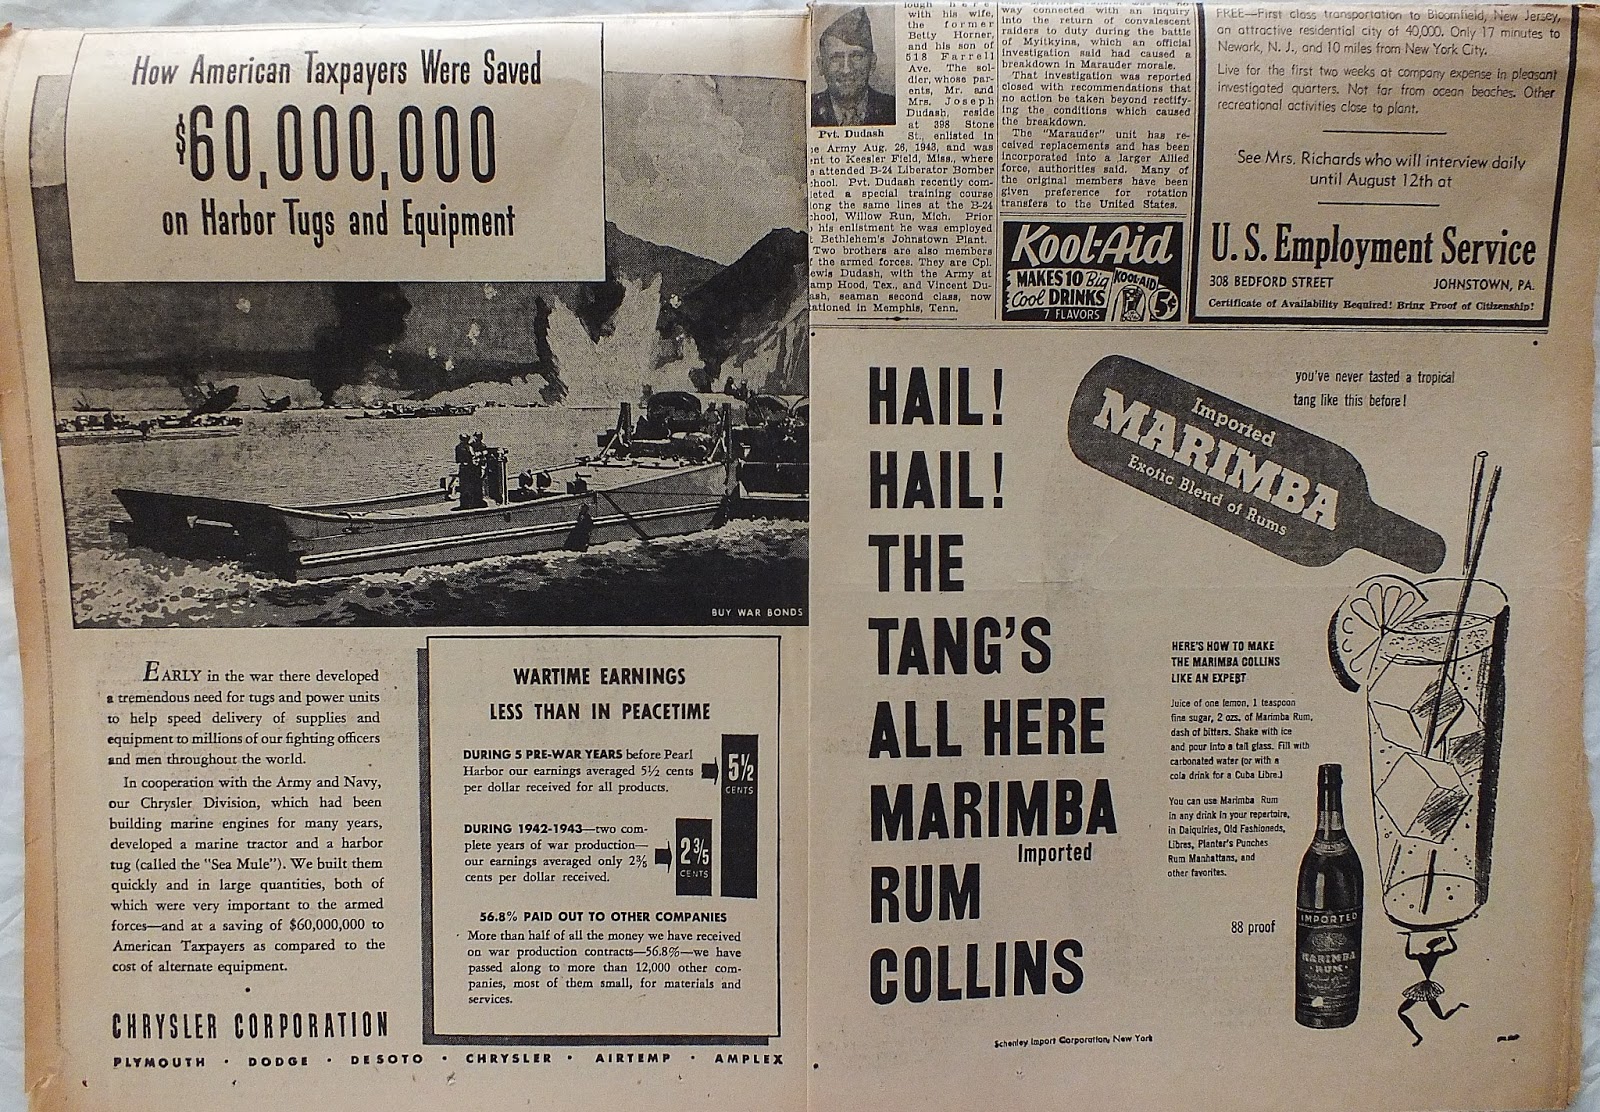 How American Taxpayers Were Saved
$60,000,000
on Harbor Tugs and Equipment
BUY WAR BONDS
EARLY in the war there developed
a tremendous need for tugs and power units
to help speed delivery of supplies and
equipment to millions of our fighting officers
and men throughout the world.
In cooperation with the Army and Navy,
our Chrysler Division, which had been
building marine engines for many years,
developed a marine tractor and a harbor
tug (called the "Sea Mule"). We built them
quickly and in large quantities, both of
which were very important to the armed
forces—and at a saving of $60,000,000 to
American Taxpayers as compared to the
cost of alternate equipment.
WARTIME EARNINGS
LESS THAN IN PEACETIME
DURING 5 PRE-WAR YEARS before Pearl
Harbor our earnings averaged 5½ cents
per dollar received for all products.
5½
CENTS
DURING 1942-1943—two com-
plete years of war production—
our earnings averaged only 2⅗
cents per dollar received.
2⅗
CENTS
56.8% PAID OUT TO OTHER COMPANIES
More than half of all the money we have received
on war production contracts—56.8%—we have
passed along to more than 12,000 other com-
panies, most of them small, for materials and
services.
CHRYSLER CORPORATION
PLYMOUTH · DODGE · DE SOTO · CHRYSLER · AIRTEMP · AMPLEX
with his wife,
the former
Betty Horner,
and his son of
518 Farrell
Ave. The sol-
dier, whose par-
ents, Mr. and
Mrs. Joseph
Dudash, reside
at 398 Stone
St., enlisted in
Pvt. Dudash
Army Aug. 26, 1943, and was
to Keesler Field, Miss., where
attended B-24 Liberator Bomber
Pvt. Dudash recently com-
a special training course
the same lines at the B-24
Willow Run, Mich. Prior
his enlistment he was employed
Bethlehem's Johnstown Plant.
Two brothers are also members
the armed forces. They are Cpl.
Dudash, with the Army at
Hood, Tex., and Vincent Du-
seaman second class, now
in Memphis, Tenn.
way connected with an inquiry
into the return of convalescent
raiders to duty during the battle
of Myitkyina, which an official
investigation said had caused a
breakdown in Marauder morale.
That investigation was reported
closed with recommendations that
no action be taken beyond rectify-
ing the conditions which caused
the breakdown.
The "Marauder" unit has re-
ceived replacements and has been
incorporated into a larger Allied
force, authorities said. Many of
the original members have been
given preference for rotation
transfers to the United States.
Kool-Aid
MAKES 10 Big
Cool DRINKS
7 FLAVORS
KOOL-AID
5¢
FREE—First class transportation to Bloomfield, New Jersey,
an attractive residential city of 40,000. Only 17 minutes to
Newark, N. J., and 10 miles from New York City.
Live for the first two weeks at company expense in pleasant
investigated quarters. Not far from ocean beaches. Other
recreational activities close to plant.
See Mrs. Richards who will interview daily
until August 12th at
U. S. Employment Service
308 BEDFORD STREET JOHNSTOWN, PA.
Certificate of Availability Required! Bring Proof of Citizenship!
HAIL!
HAIL!
THE
TANG'S
ALL HERE
MARIMBA
Imported
RUM
COLLINS
Imported
MARIMBA
Exotic Blend of Rums
you've never tasted a tropical
tang like this before!
HERE'S HOW TO MAKE
THE MARIMBA COLLINS
LIKE AN EXPERT
Juice of one lemon, 1 teaspoon
fine sugar, 2 ozs. of Marimba Rum,
dash of bitters. Shake with ice
and pour into a tall glass. Fill with
carbonated water (or with a
cola drink for a Cuba Libre.)
You can use Marimba Rum
in any drink in your repertoire,
in Daiquiries, Old Fashioneds,
Libres, Planter's Punches
Rum Manhattans, and
other favorites.
88 proof
IMPORTED
MARIMBA
RUM
Schenley Import Corporation, New York